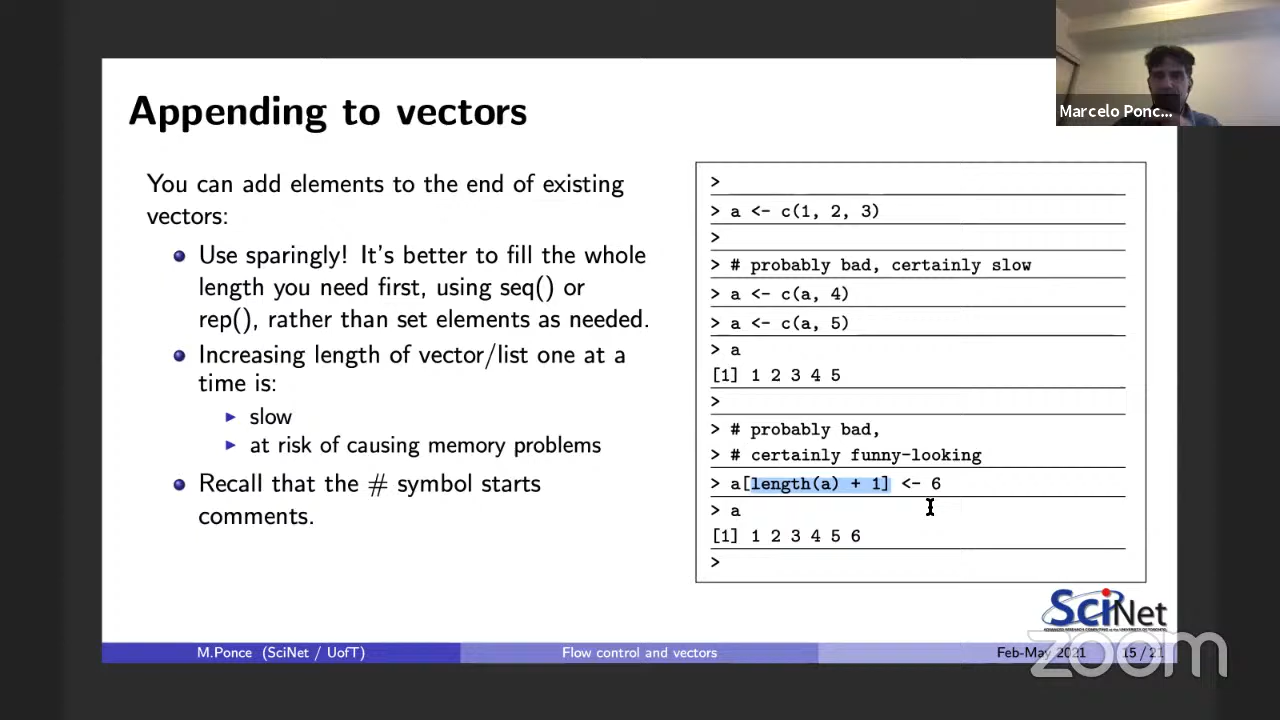 Appending to vectors
Marcelo Ponc...
You can add elements to the end of existing
vectors:
Use sparingly! It's better to fill the whole
length you need first, using seq() or
rep(), rather than set elements as needed.
Increasing length of vector/list one at a
time is:
slow
at risk of causing memory problems
Recall that the # symbol starts
comments.
>
> a <- c(1, 2, 3)
>
> # probably bad, certainly slow
> a <- c(a, 4)
> a <- c(a, 5)
> a
[1] 1 2 3 4 5
>
> # probably bad,
> # certainly funny-looking
> a[length(a) + 1] <- 6
> a
[1] 1 2 3 4 5 6
>
SciNet
M.Ponce (SciNet / UofT)
Flow control and vectors
Feb-May 2021
15 / 21
zoom